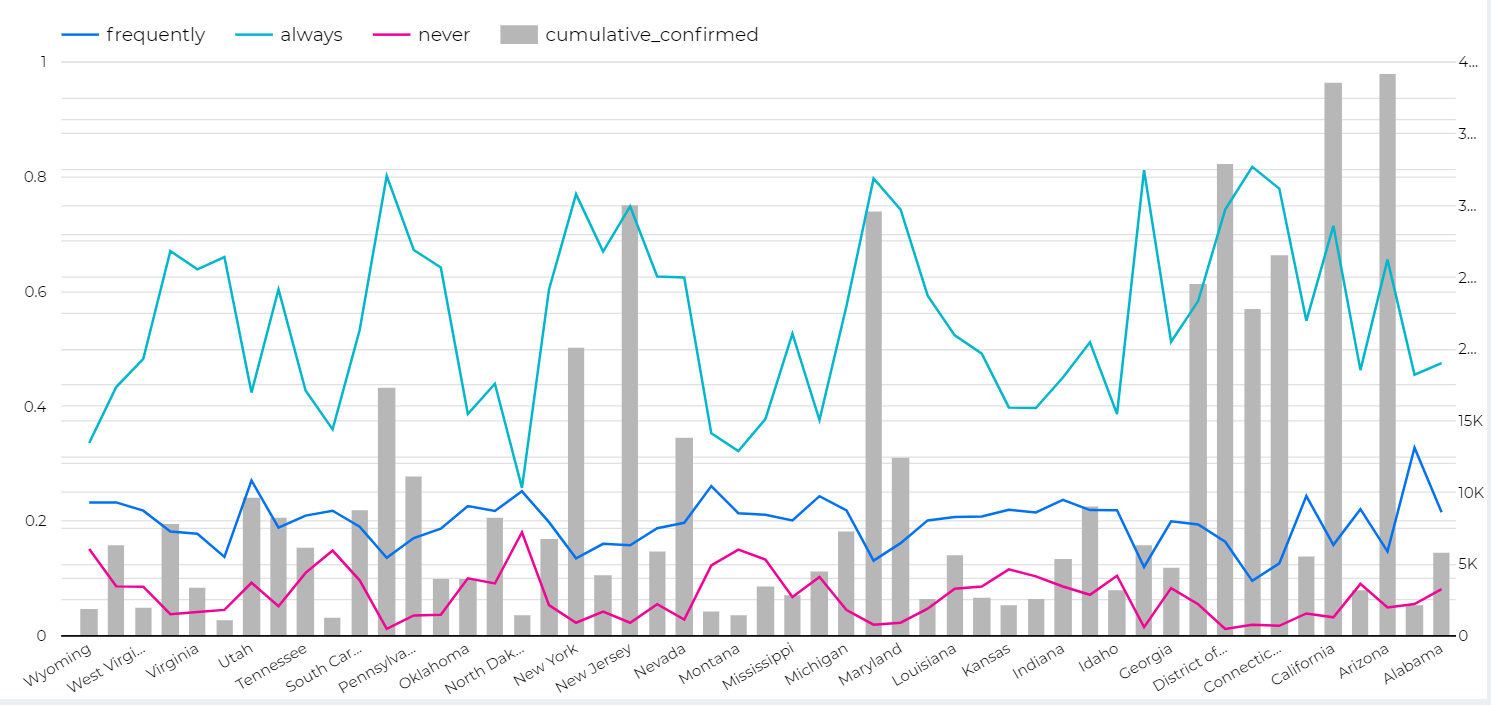 frequently always never cumulative_confirmed
1 4...
3...
0.8
3...
0.6 2...
2...
0.4 15K
10K
0.2
5K
0 0
Wyoming West Virgi... Virginia Utah Tennessee South Car... Pennsylva... Oklahoma North Dak... New York New Jersey Nevada Montana Mississippi Michigan Maryland Louisiana Kansas Indiana Idaho Georgia District of... Connectic... California Arizona Alabama